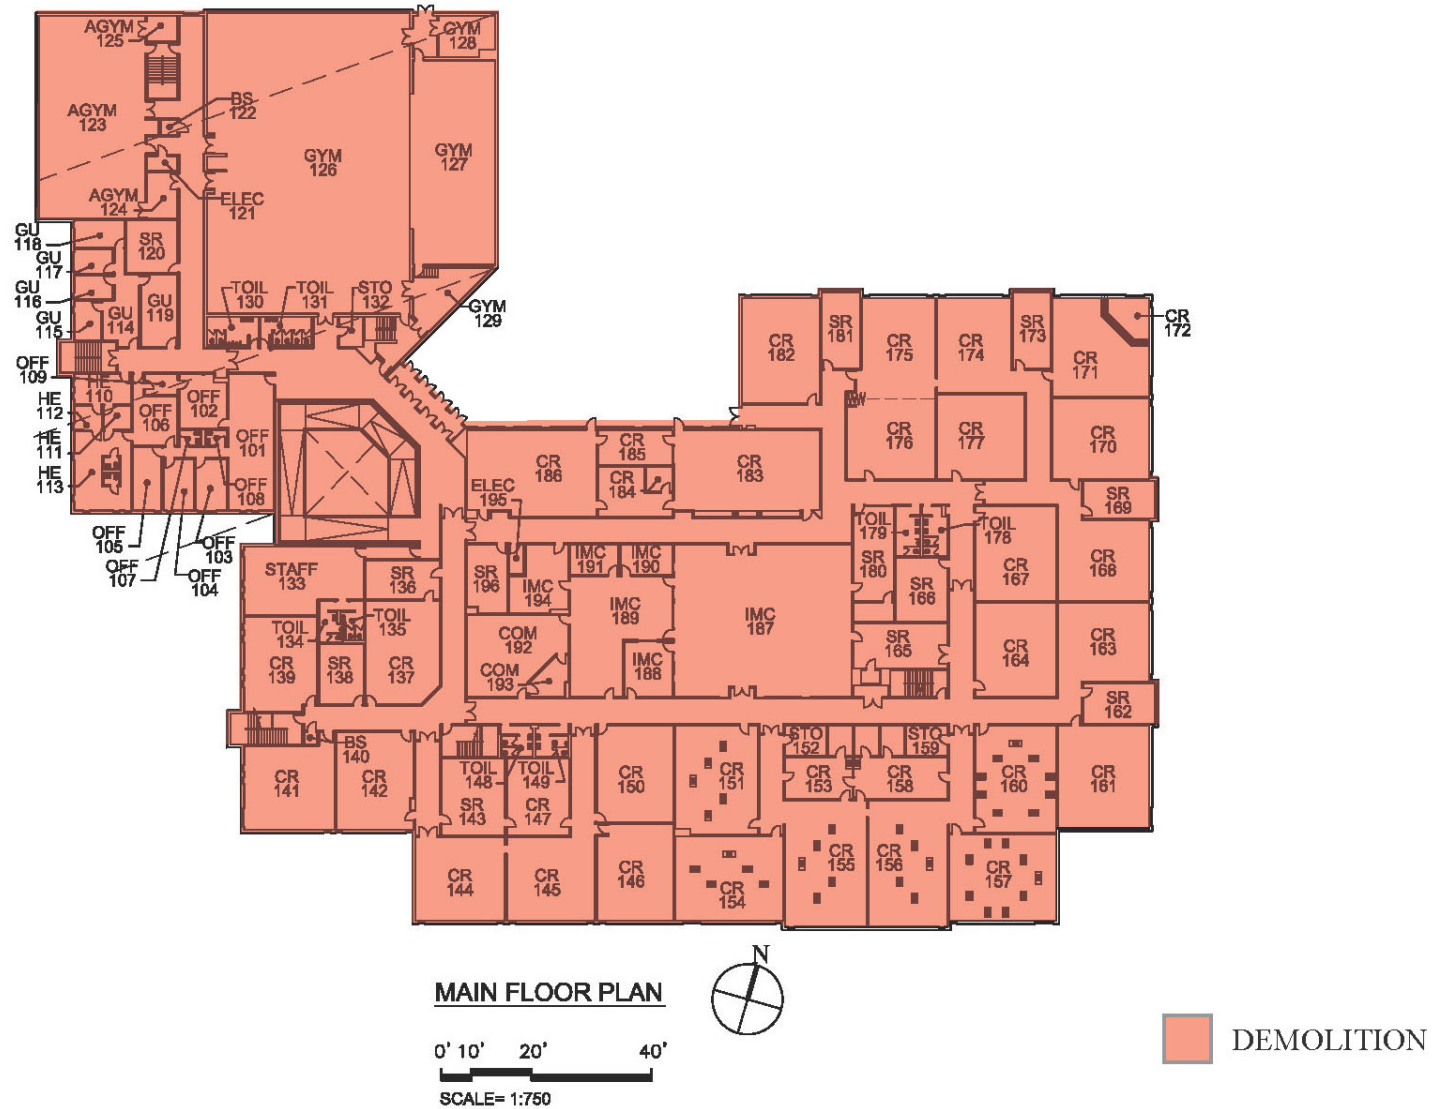 AGYM
125
GYM
128
BS
122
AGYM
123
GYM
126
GYM
127
AGYM
124
ELEC
121
GU
118
SR
120
GU
117
GU
116
GU
115
GU
114
GU
119
TOIL
130
TOIL
131
STO
132
GYM
129
OFF
109
HE
110
OFF
102
HE
112
OFF
106
HE
111
OFF
101
HE
113
OFF
108
OFF
105
OFF
103
OFF
107
OFF
104
CR
182
SR
181
CR
175
CR
174
SR
173
CR
172
CR
171
CR
176
CR
177
CR
170
CR
186
CR
185
CR
184
CR
183
ELEC
195
SR
169
TOIL
179
TOIL
178
STAFF
133
SR
136
SR
196
IMC
191
IMC
190
IMC
194
IMC
189
IMC
187
SR
180
SR
166
CR
167
CR
168
TOIL
134
TOIL
135
COM
192
COM
193
IMC
188
SR
165
CR
164
CR
163
CR
139
SR
138
CR
137
SR
162
BS
140
CR
141
CR
142
TOIL
148
TOIL
149
SR
143
CR
147
CR
150
CR
151
STO
152
STO
159
CR
153
CR
158
CR
160
CR
161
CR
144
CR
145
CR
146
CR
154
CR
155
CR
156
CR
157
MAIN FLOOR PLAN
N
0' 10' 20' 40'
SCALE= 1:750
DEMOLITION